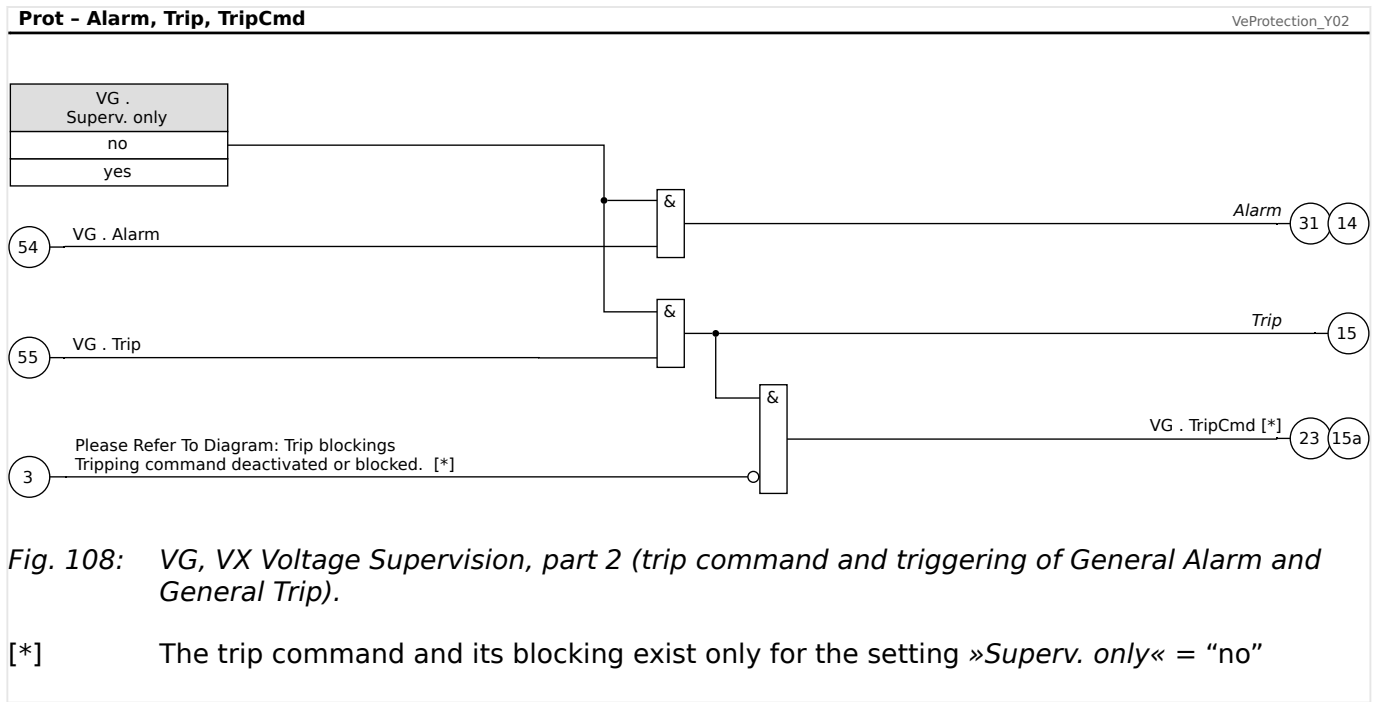 Prot – Alarm, Trip, TripCmd
VeProtection_Y02
VG .
Superv. only
no
yes
&
Alarm
31 14
54
VG . Alarm
&
Trip
15
55
VG . Trip
&
VG . TripCmd [*]
23 15a
Please Refer To Diagram: Trip blockings
Tripping command deactivated or blocked. [*]
3
Fig. 108: VG, VX Voltage Supervision, part 2 (trip command and triggering of General Alarm and
General Trip).
[*] The trip command and its blocking exist only for the setting »Superv. only« = “no”